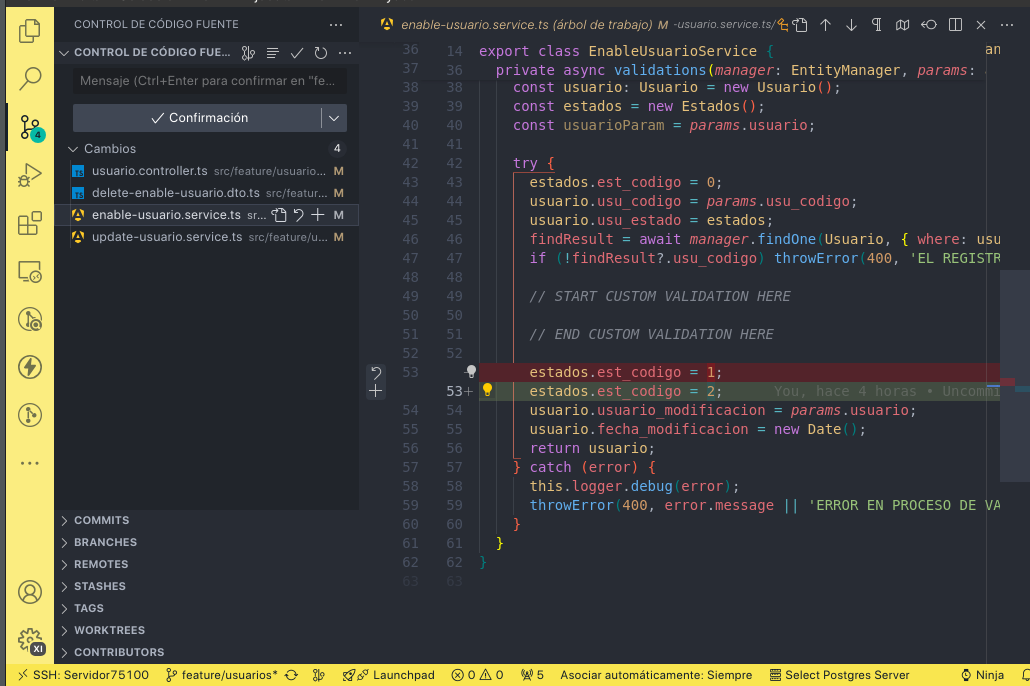 CONTROL DE CÓDIGO FUENTE
CONTROL DE CÓDIGO FUE...
Mensaje (Ctrl+Enter para confirmar en "fe...
Confirmación
Cambios 4
usuario.controller.ts src/feature/usuario... M
delete-enable-usuario.dto.ts src/featur... M
enable-usuario.service.ts sr... M
update-usuario.service.ts src/feature/u... M
COMMITS
BRANCHES
REMOTES
STASHES
TAGS
WORKTREES
CONTRIBUTORS
4
XI
enable-usuario.service.ts (árbol de trabajo) M -usuario.service.ts/
36 14 export class EnableUsuarioService {
an
37 36 private async validations(manager: EntityManager, params:
38 38 const usuario: Usuario = new Usuario();
39 39 const estados = new Estados();
40 40 const usuarioParam = params.usuario;
41 41
42 42 try {
43 43 estados.est_codigo = 0;
44 44 usuario.usu_codigo = params.usu_codigo;
45 45 usuario.usu_estado = estados;
46 46 findResult = await manager.findOne(Usuario, { where: usu
47 47 if (!findResult?.usu_codigo) throwError(400, 'EL REGISTR
48 48
49 49 // START CUSTOM VALIDATION HERE
50 50
51 51 // END CUSTOM VALIDATION HERE
52 52
53 estados.est_codigo = 1;
53+ estados.est_codigo = 2; You, hace 4 horas • Uncommi
54 54 usuario.usuario_modificacion = params.usuario;
55 55 usuario.fecha_modificacion = new Date();
56 56 return usuario;
57 57 } catch (error) {
58 58 this.logger.debug(error);
59 59 throwError(400, error.message || 'ERROR EN PROCESO DE VA
60 60 }
61 61 }
62 62 }
63 63
SSH: Servidor75100 feature/usuarios* Launchpad 0 0 5 Asociar automáticamente: Siempre Select Postgres Server Ninja